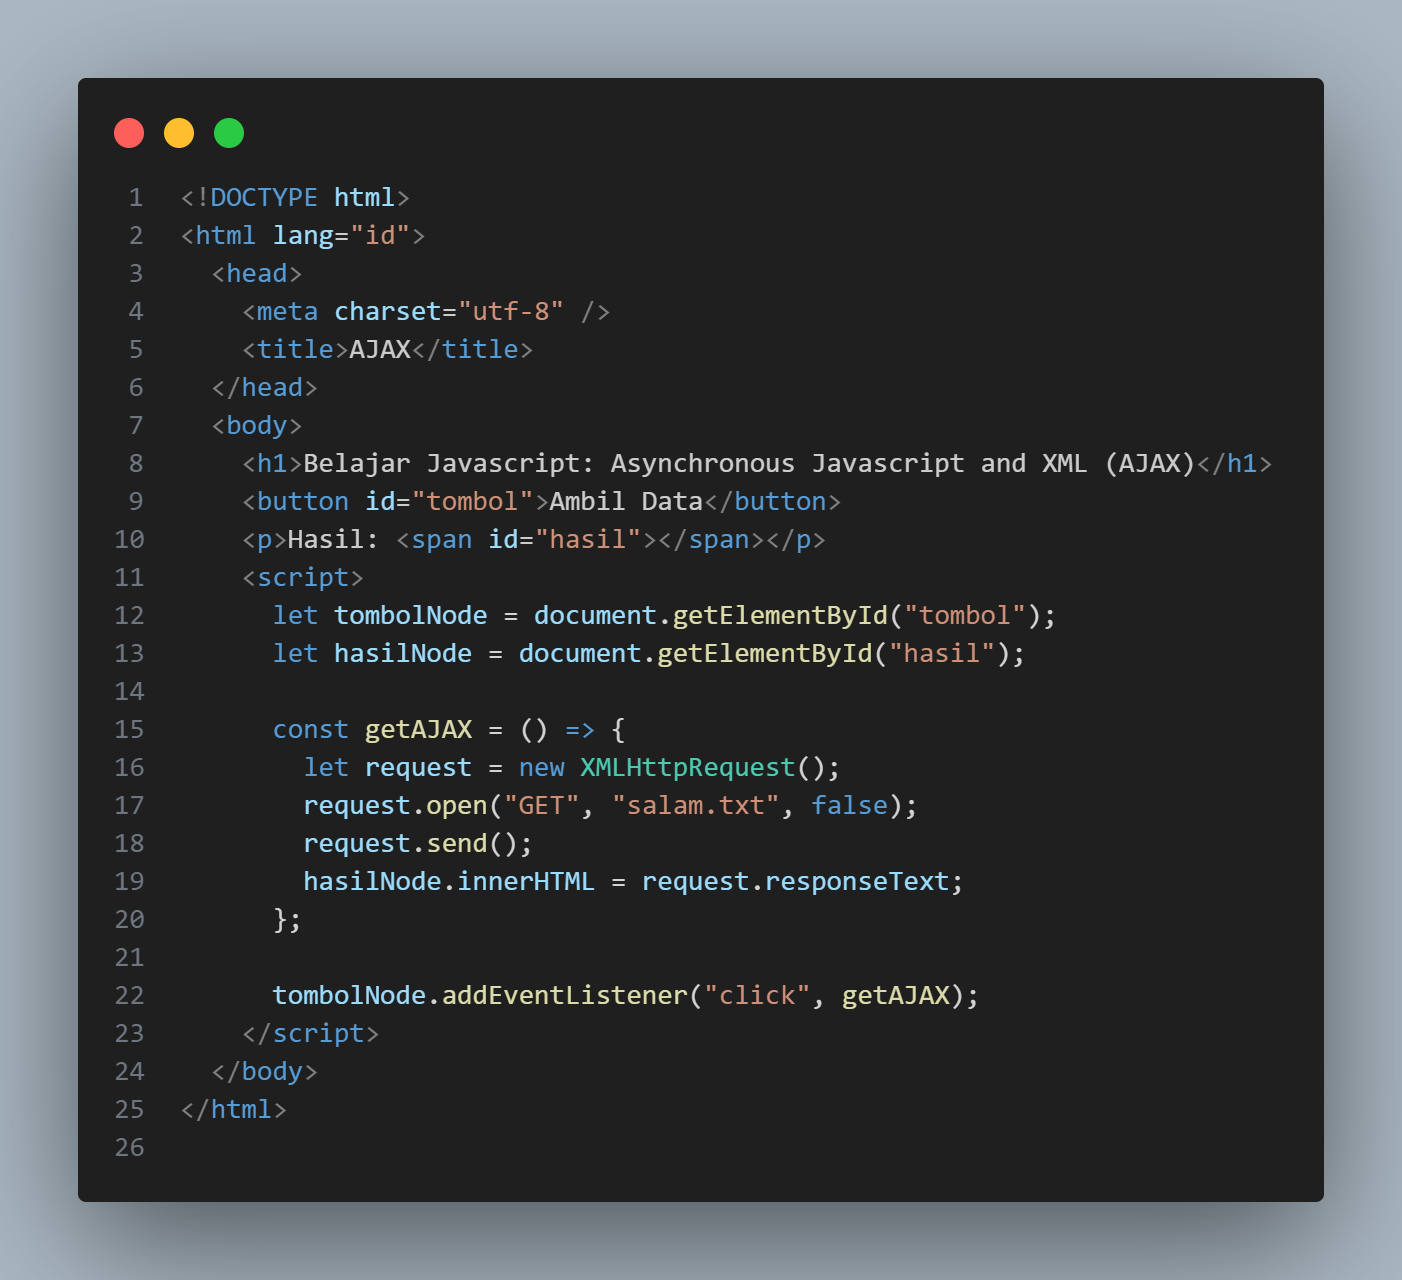 1 <!DOCTYPE html>
2 <html lang="id">
3   <head>
4     <meta charset="utf-8" />
5     <title>AJAX</title>
6   </head>
7   <body>
8     <h1>Belajar Javascript: Asynchronous Javascript and XML (AJAX)</h1>
9     <button id="tombol">Ambil Data</button>
10     <p>Hasil: <span id="hasil"></span></p>
11     <script>
12       let tombolNode = document.getElementById("tombol");
13       let hasilNode = document.getElementById("hasil");
14
15       const getAJAX = () => {
16         let request = new XMLHttpRequest();
17         request.open("GET", "salam.txt", false);
18         request.send();
19         hasilNode.innerHTML = request.responseText;
20       };
21
22       tombolNode.addEventListener("click", getAJAX);
23     </script>
24   </body>
25 </html>
26